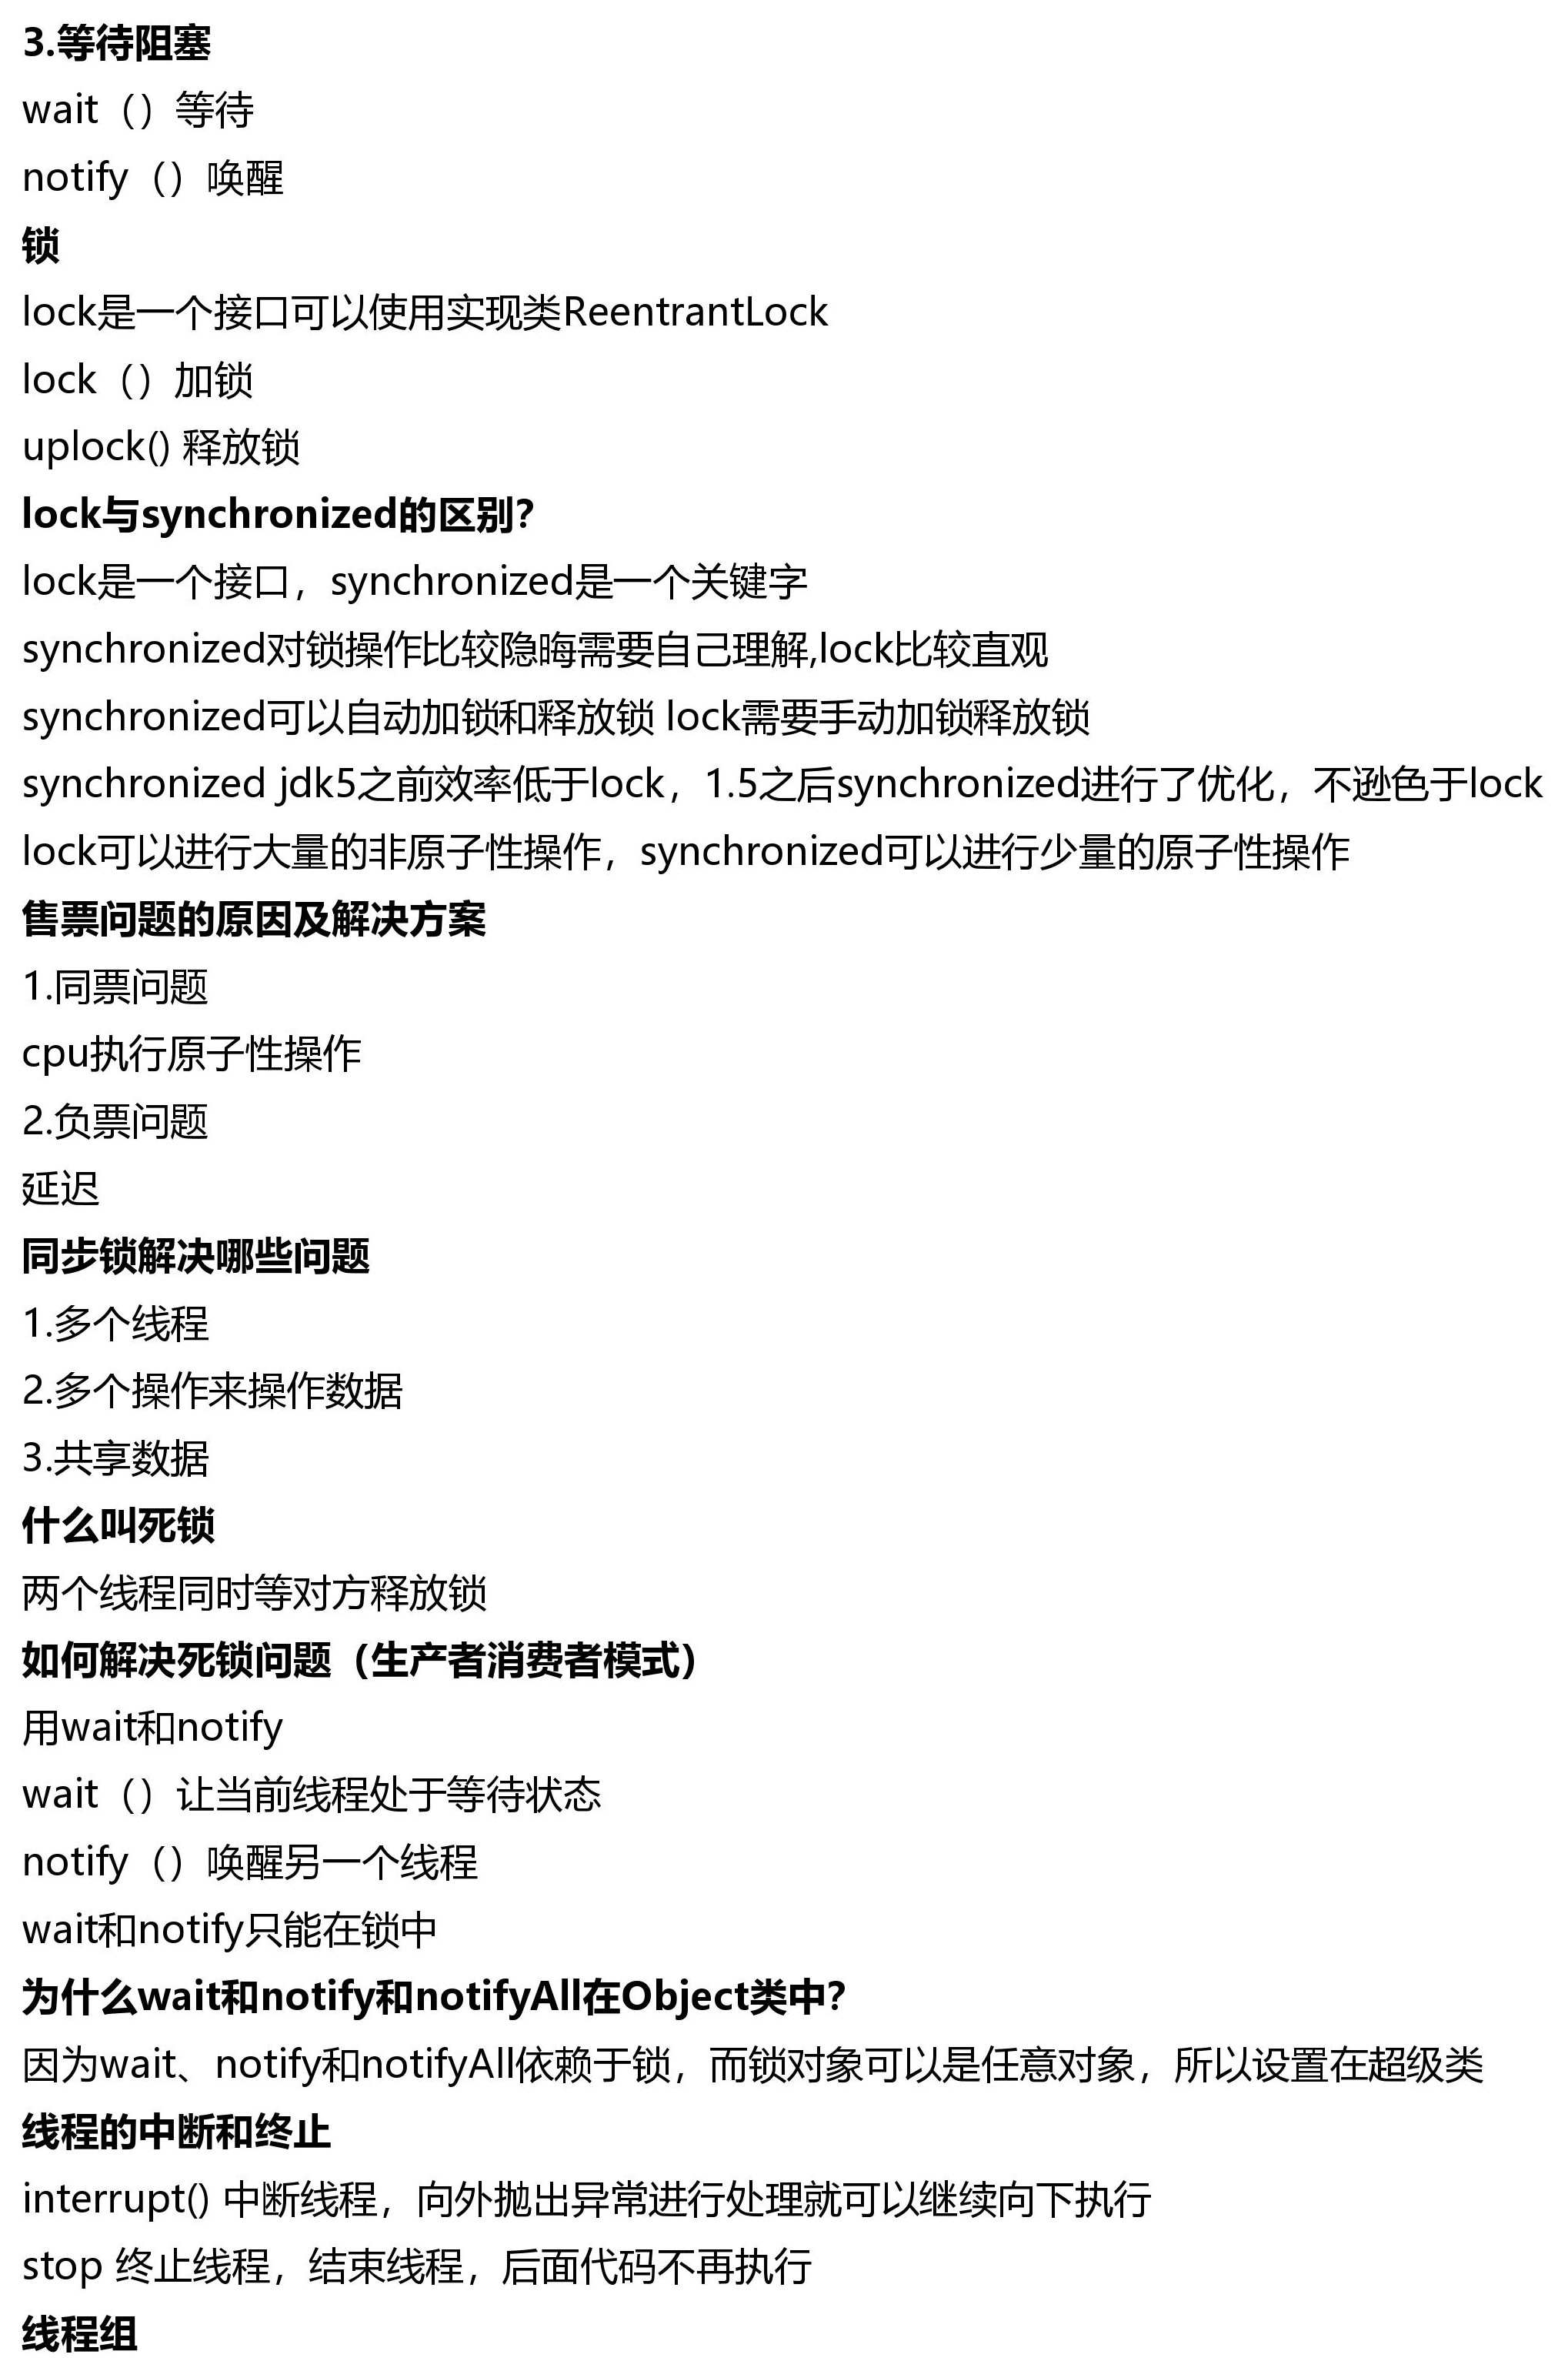 3.等待阻塞
wait（）等待
notify（）唤醒
锁
lock是一个接口可以使用实现类ReentrantLock
lock（）加锁
uplock() 释放锁
lock与synchronized的区别？
lock是一个接口，synchronized是一个关键字
synchronized对锁操作比较隐晦需要自己理解,lock比较直观
synchronized可以自动加锁和释放锁 lock需要手动加锁释放锁
synchronized jdk5之前效率低于lock，1.5之后synchronized进行了优化，不逊色于lock
lock可以进行大量的非原子性操作，synchronized可以进行少量的原子性操作
售票问题的原因及解决方案
1.同票问题
cpu执行原子性操作
2.负票问题
延迟
同步锁解决哪些问题
1.多个线程
2.多个操作来操作数据
3.共享数据
什么叫死锁
两个线程同时等对方释放锁
如何解决死锁问题（生产者消费者模式）
用wait和notify
wait（）让当前线程处于等待状态
notify（）唤醒另一个线程
wait和notify只能在锁中
为什么wait和notify和notifyAll在Object类中？
因为wait、notify和notifyAll依赖于锁，而锁对象可以是任意对象，所以设置在超级类
线程的中断和终止
interrupt() 中断线程，向外抛出异常进行处理就可以继续向下执行
stop 终止线程，结束线程，后面代码不再执行
线程组